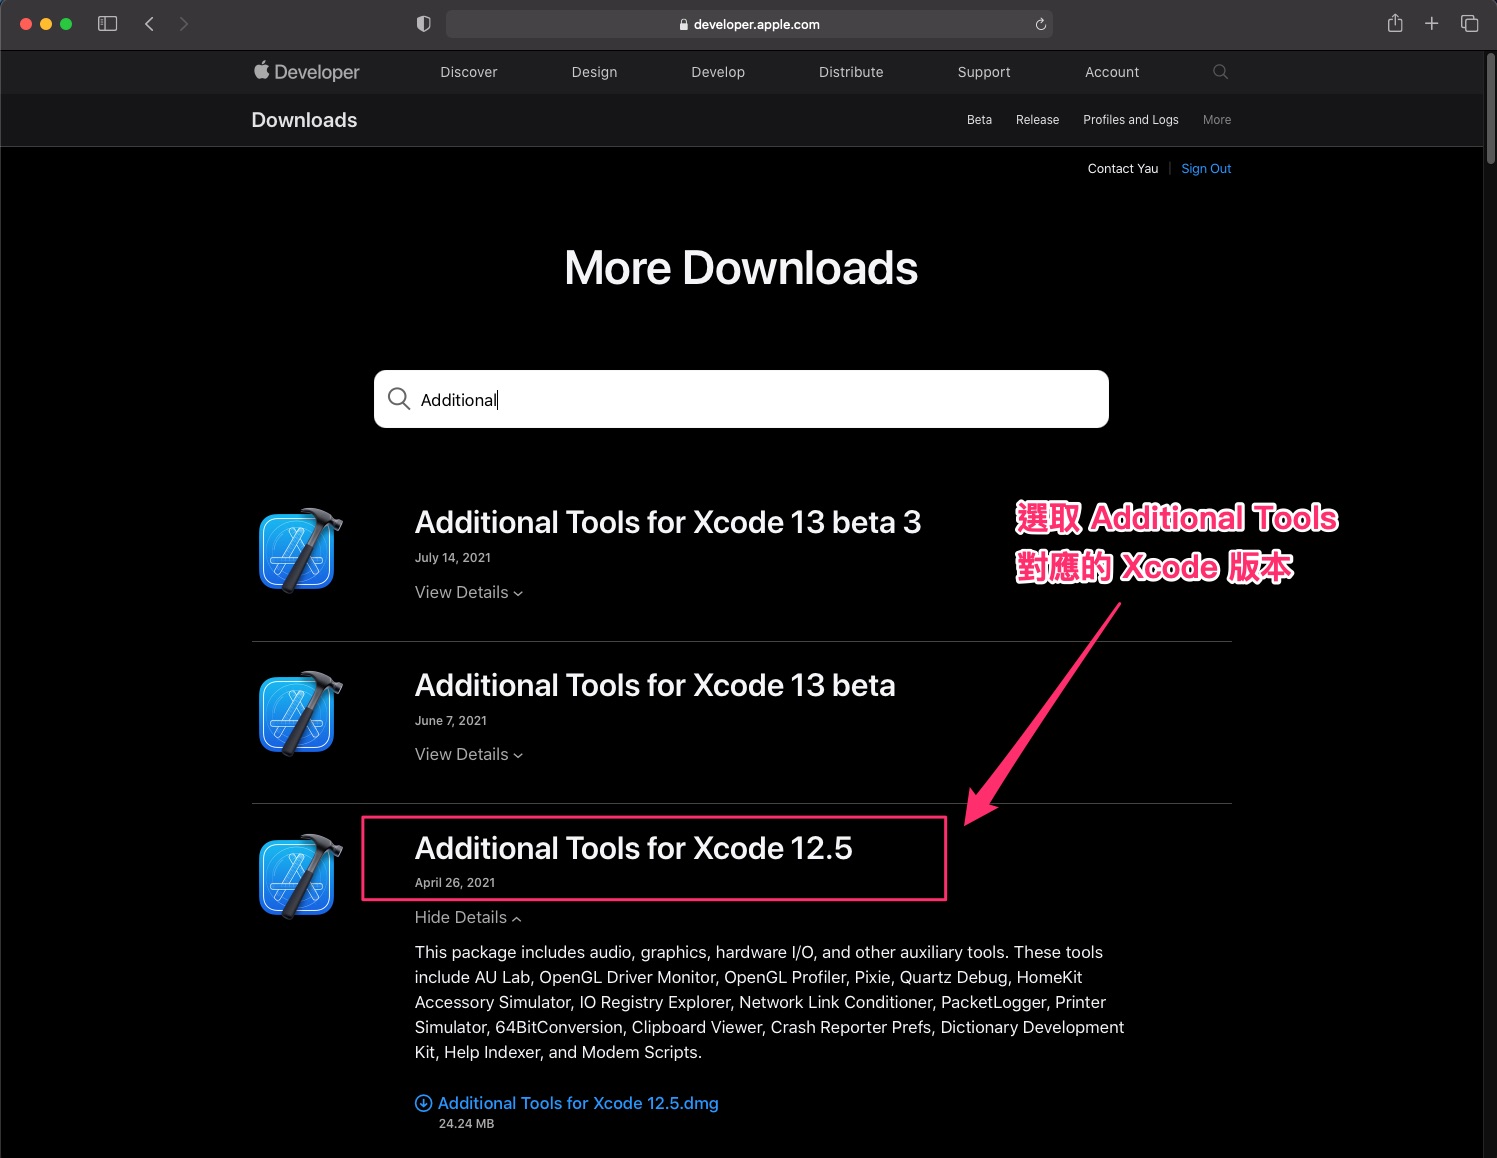 developer.apple.com
Developer
Discover
Design
Develop
Distribute
Support
Account
Downloads
Beta
Release
Profiles and Logs
More
Contact Yau
Sign Out
More Downloads
Additional
Additional Tools for Xcode 13 beta 3
July 14, 2021
View Details
選取 Additional Tools
對應的 Xcode 版本
Additional Tools for Xcode 13 beta
June 7, 2021
View Details
Additional Tools for Xcode 12.5
April 26, 2021
Hide Details
This package includes audio, graphics, hardware I/O, and other auxiliary tools. These tools
include AU Lab, OpenGL Driver Monitor, OpenGL Profiler, Pixie, Quartz Debug, HomeKit
Accessory Simulator, IO Registry Explorer, Network Link Conditioner, PacketLogger, Printer
Simulator, 64BitConversion, Clipboard Viewer, Crash Reporter Prefs, Dictionary Development
Kit, Help Indexer, and Modem Scripts.
Additional Tools for Xcode 12.5.dmg
24.24 MB